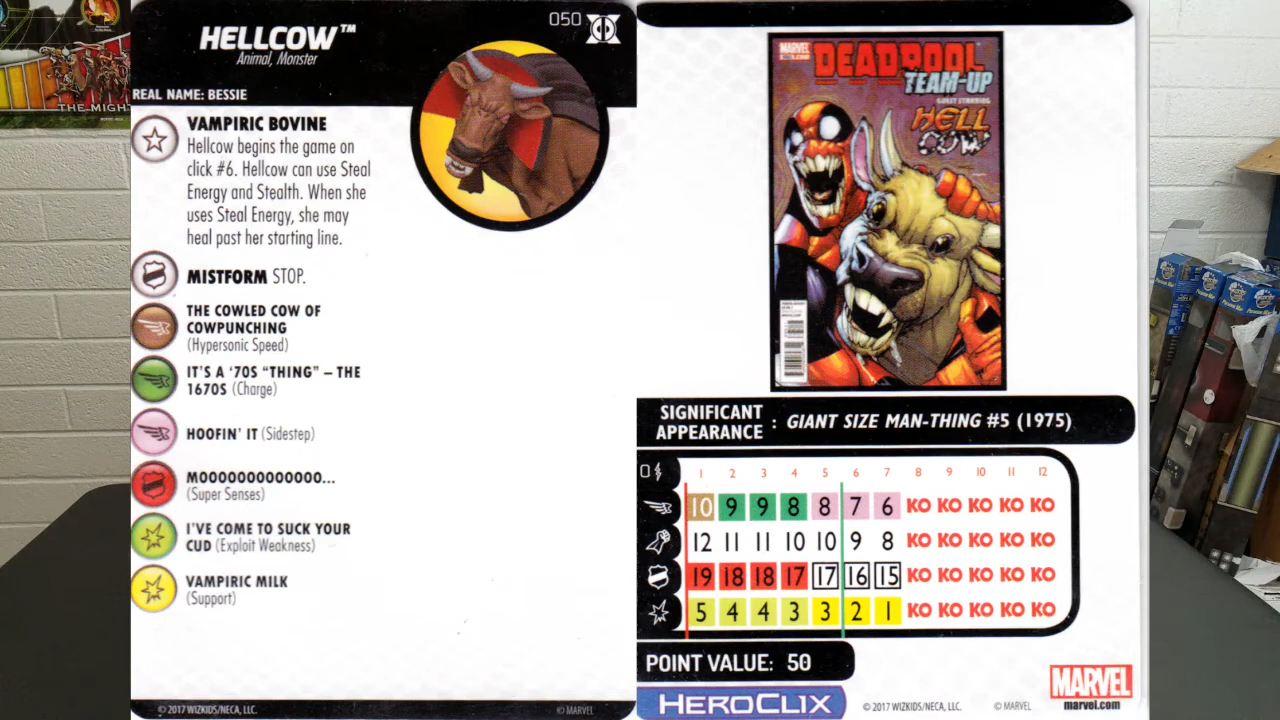 THE MIGH
HELLCOW™
050
Animal, Monster
REAL NAME: BESSIE
VAMPIRIC BOVINE
Hellcow begins the game on
click #6. Hellcow can use Steal
Energy and Stealth. When she
uses Steal Energy, she may
heal past her starting line.
MISTFORM STOP.
THE COWLED COW OF
COWPUNCHING
(Hypersonic Speed)
IT'S A '70S "THING" – THE
1670S (Charge)
HOOFIN' IT (Sidestep)
MOOOOOOOOOOOOO...
(Super Senses)
I'VE COME TO SUCK YOUR
CUD (Exploit Weakness)
VAMPIRIC MILK
(Support)
© 2017 WIZKIDS/NECA, LLC. © MARVEL
MARVEL
DEADPOOL
TEAM-UP
GUEST STARRING
HELL
COW
SIGNIFICANT
APPEARANCE : GIANT SIZE MAN-THING #5 (1975)
0 1 2 3 4 5 6 7 8 9 10 11 12
10 9 9 8 8 7 6 KO KO KO KO KO
12 11 11 10 10 9 8 KO KO KO KO KO
19 18 18 17 17 16 15 KO KO KO KO KO
5 4 4 3 3 2 1 KO KO KO KO KO
POINT VALUE: 50
HEROCLIX
© 2017 WIZKIDS/NECA, LLC. © MARVEL
MARVEL
marvel.com